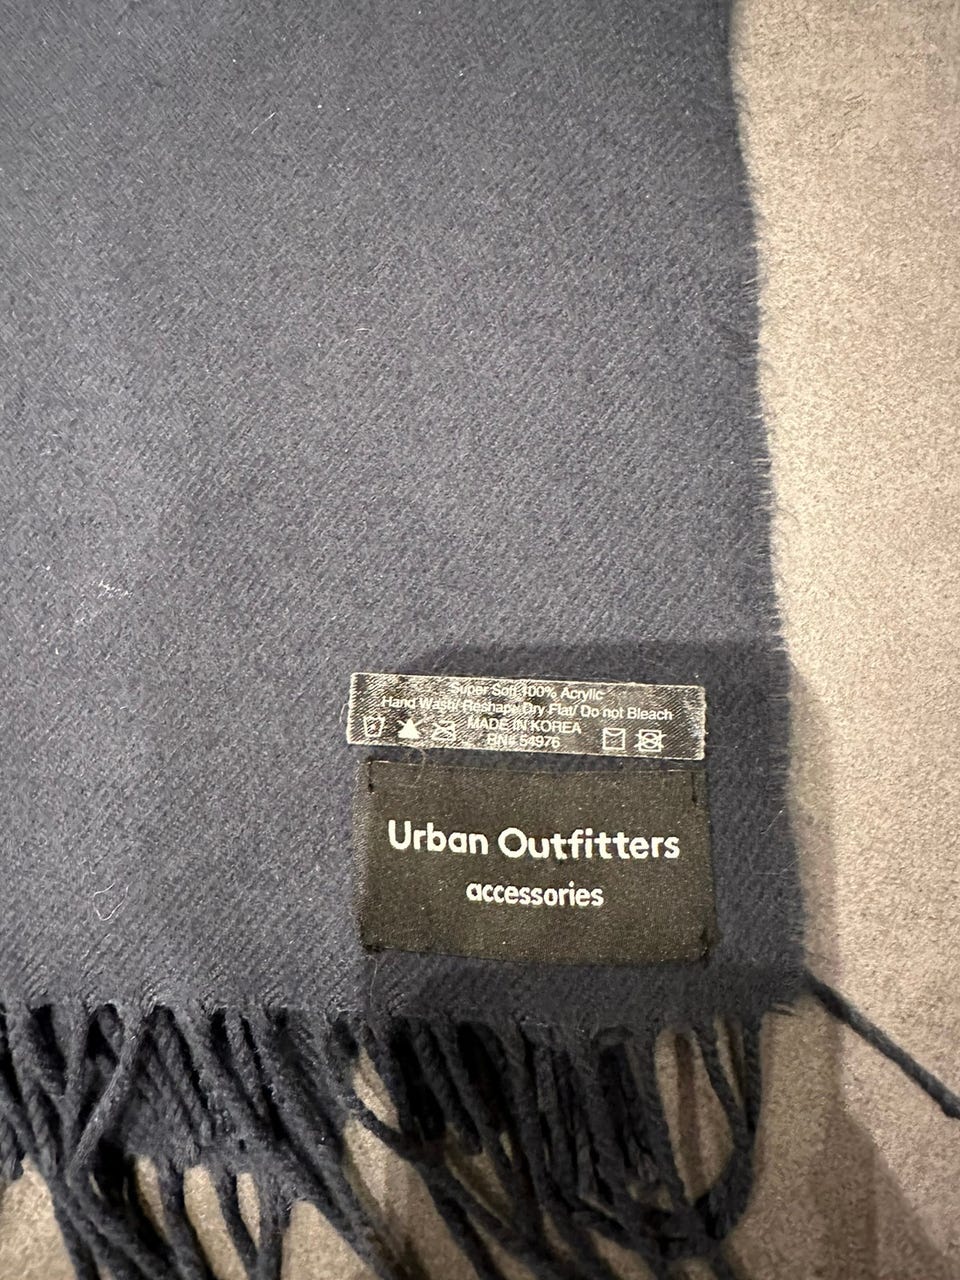 Super Soft 100% Acrylic
Hand Wash/ Reshape Dry Flat/ Do not Bleach
MADE IN KOREA
RN# 54976
Urban Outfitters
accessories